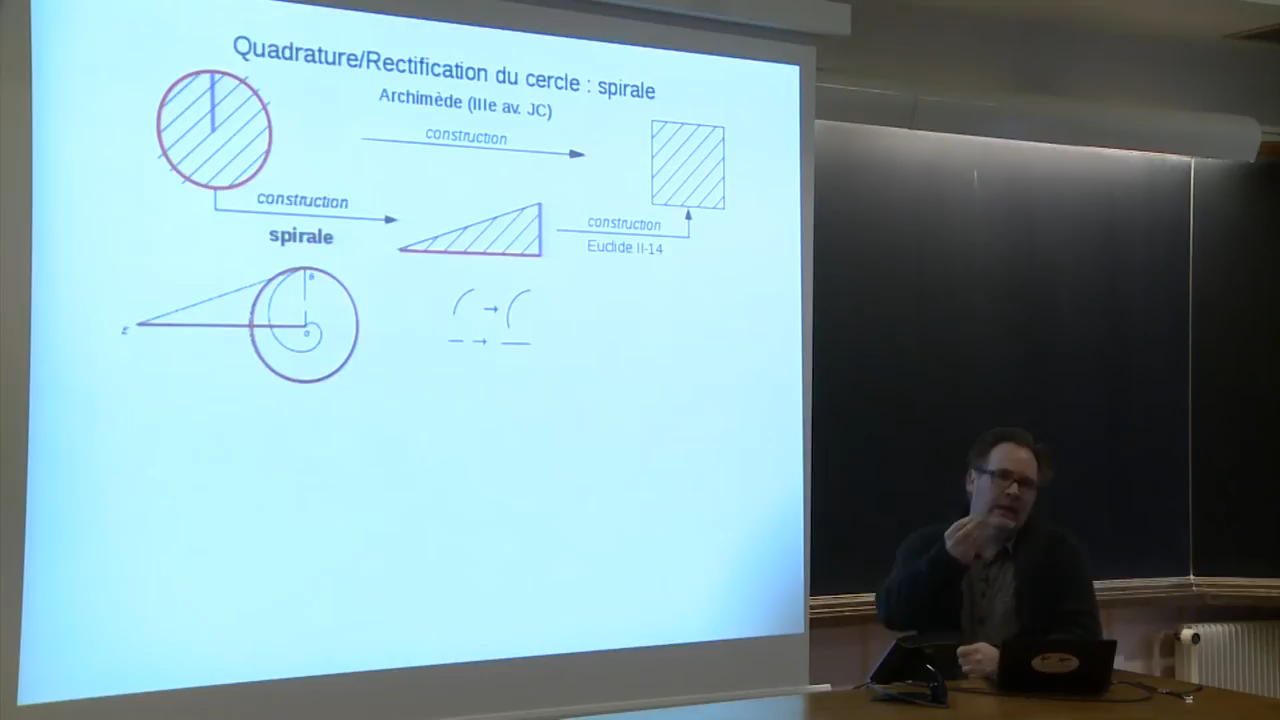 Quadrature/Rectification du cercle : spirale
Archimède (IIIe av. JC)
construction
construction
spirale
construction
Euclide II-14
B
E